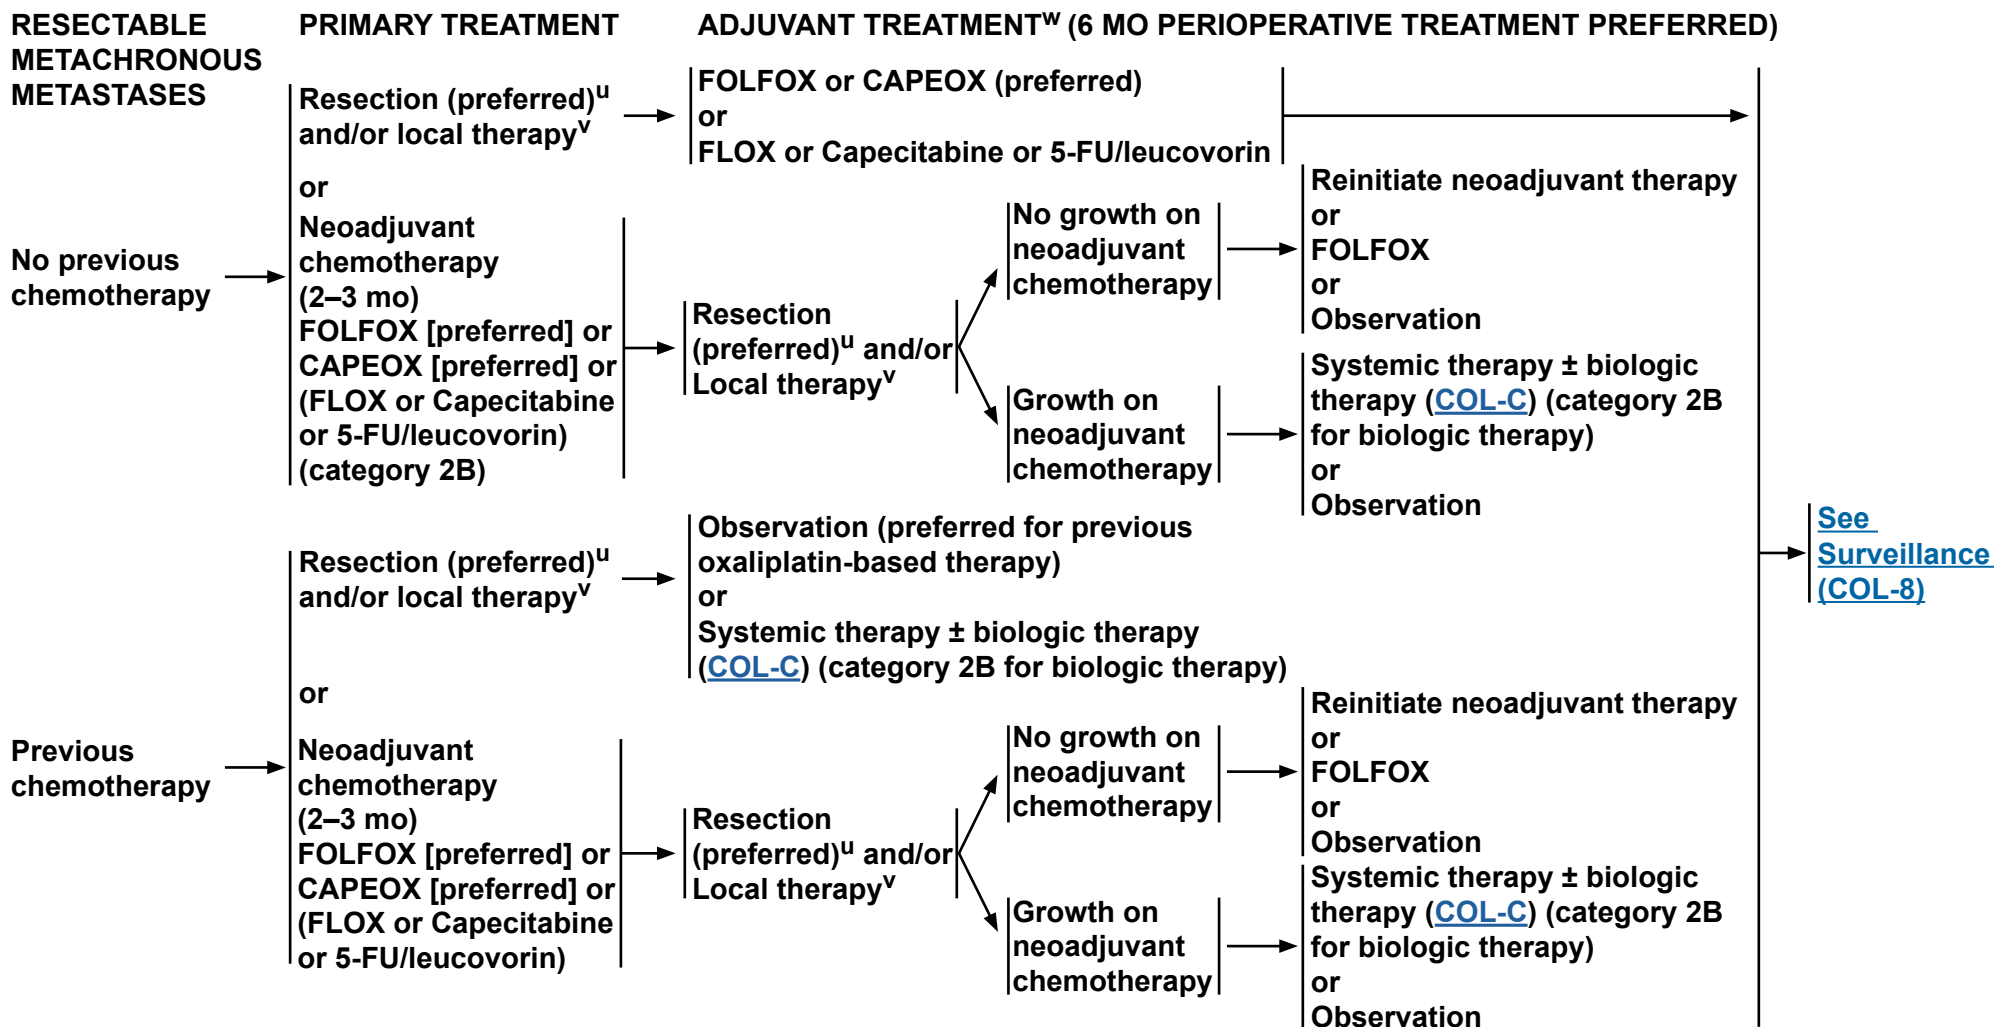 RESECTABLE
METACHRONOUS
METASTASES
PRIMARY TREATMENT
ADJUVANT TREATMENTw (6 MO PERIOPERATIVE TREATMENT PREFERRED)
No previous
chemotherapy
Resection (preferred)u
and/or local therapyv
or
Neoadjuvant
chemotherapy
(2–3 mo)
FOLFOX [preferred] or
CAPEOX [preferred] or
(FLOX or Capecitabine
or 5-FU/leucovorin)
(category 2B)
FOLFOX or CAPEOX (preferred)
or
FLOX or Capecitabine or 5-FU/leucovorin
Resection
(preferred)u and/or
Local therapyv
No growth on
neoadjuvant
chemotherapy
Reinitiate neoadjuvant therapy
or
FOLFOX
or
Observation
Growth on
neoadjuvant
chemotherapy
Systemic therapy ± biologic
therapy (COL-C) (category 2B
for biologic therapy)
or
Observation
Previous
chemotherapy
Resection (preferred)u
and/or local therapyv
or
Neoadjuvant
chemotherapy
(2–3 mo)
FOLFOX [preferred] or
CAPEOX [preferred] or
(FLOX or Capecitabine
or 5-FU/leucovorin)
Observation (preferred for previous
oxaliplatin-based therapy)
or
Systemic therapy ± biologic therapy
(COL-C) (category 2B for biologic therapy)
Resection
(preferred)u and/or
Local therapyv
No growth on
neoadjuvant
chemotherapy
Reinitiate neoadjuvant therapy
or
FOLFOX
or
Observation
Growth on
neoadjuvant
chemotherapy
Systemic therapy ± biologic
therapy (COL-C) (category 2B
for biologic therapy)
or
Observation
See
Surveillance
(COL-8)